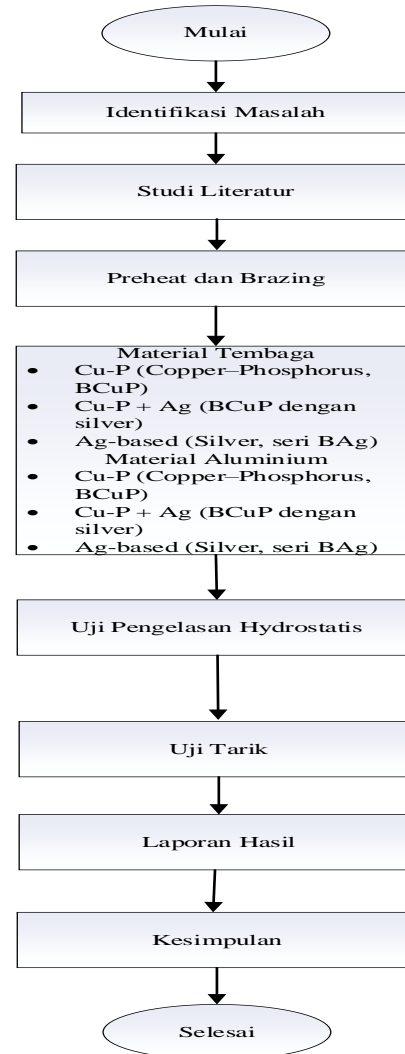 Mulai
Identifikasi Masalah
Studi Literatur
Preheat dan Brazing
Material Tembaga
• Cu-P (Copper–Phosphorus,
BCuP)
• Cu-P + Ag (BCuP dengan
silver)
• Ag-based (Silver, seri BAg)
Material Aluminium
• Cu-P (Copper–Phosphorus,
BCuP)
• Cu-P + Ag (BCuP dengan
silver)
• Ag-based (Silver, seri BAg)
Uji Pengelasan Hydrostatis
Uji Tarik
Laporan Hasil
Kesimpulan
Selesai